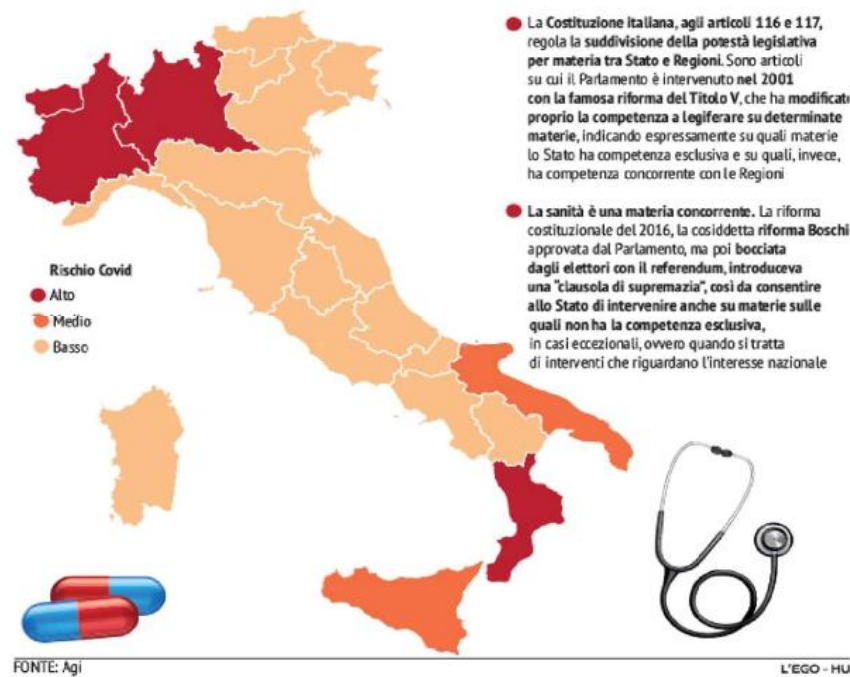 La Costituzione italiana, agli articoli 116 e 117,
regola la suddivisione della potestà legislativa
per materia tra Stato e Regioni. Sono articoli
su cui il Parlamento è intervenuto nel 2001
con la famosa riforma del Titolo V, che ha modificato
proprio la competenza a legiferare su determinate
materie, indicando espressamente su quali materie
lo Stato ha competenza esclusiva e su quali, invece,
ha competenza concorrente con le Regioni
La sanità è una materia concorrente. La riforma
costituzionale del 2016, la cosiddetta riforma Boschi
approvata dal Parlamento, ma poi bocciata
dagli elettori con il referendum, introduceva
una "clausola di supremazia", così da consentire
allo Stato di intervenire anche su materie sulle
quali non ha la competenza esclusiva,
in casi eccezionali, ovvero quando si tratta
di interventi che riguardano l'interesse nazionale
Rischio Covid
Alto
Medio
Basso
FONTE: Agi
L'EGO - HU